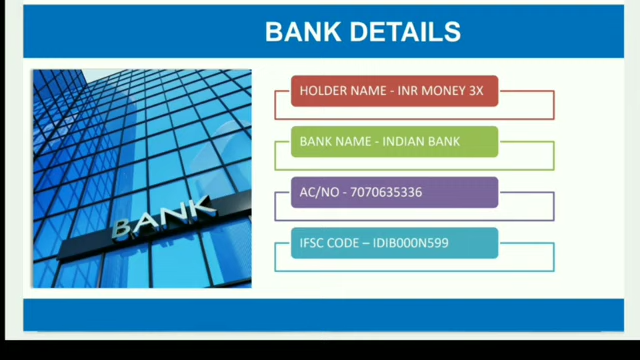 BANK DETAILS
HOLDER NAME - INR MONEY 3X
BANK NAME - INDIAN BANK
AC/NO - 7070635336
IFSC CODE – IDIB000N599
BANK